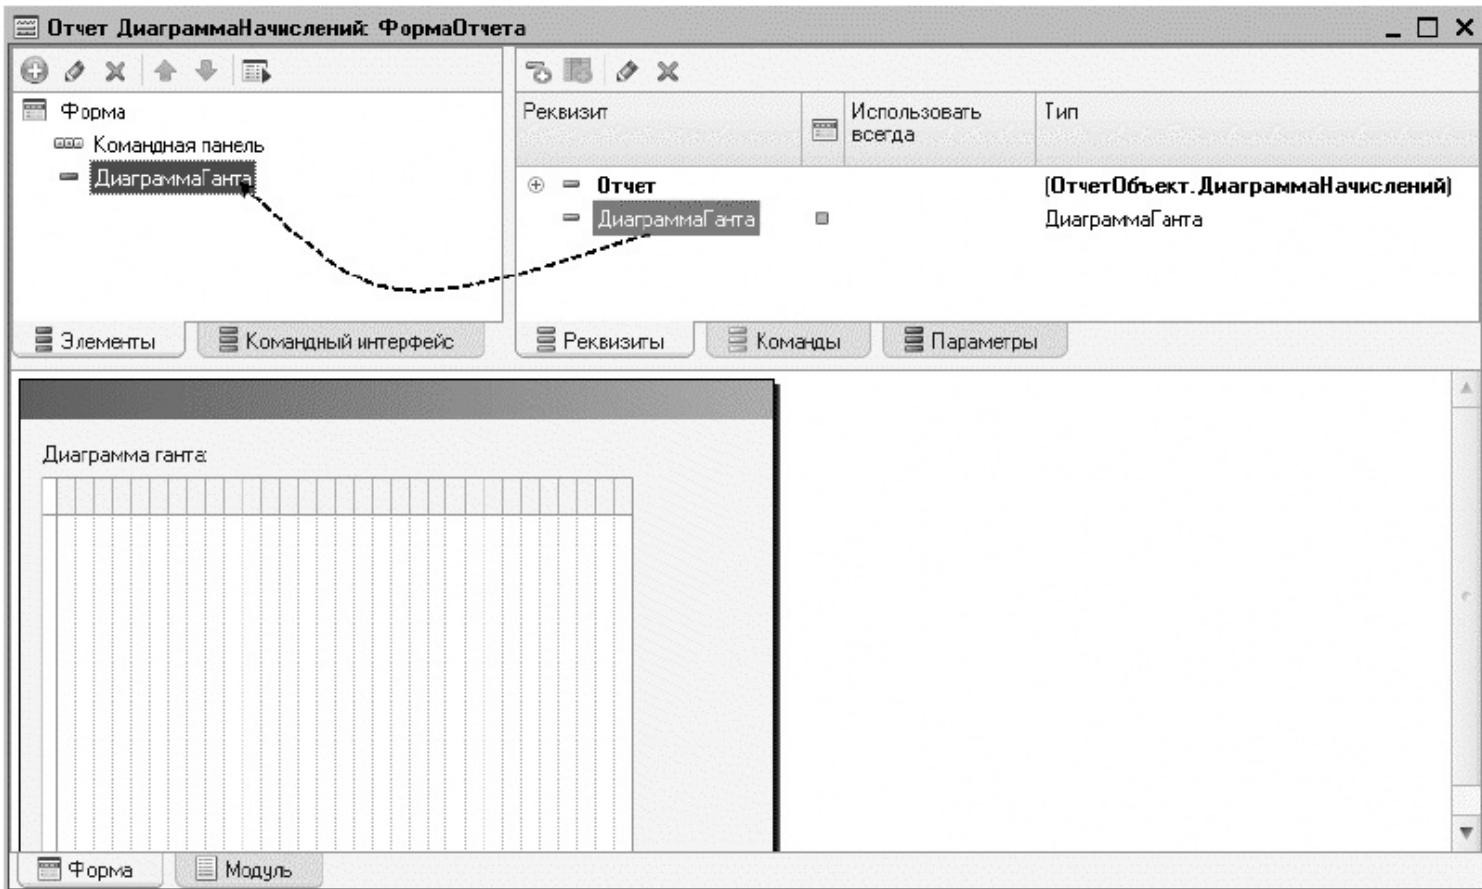 Отчет ДиаграммаНачислений: ФормаОтчета
Форма
Командная панель
ДиаграммаГанта
Элементы
Командный интерфейс
Реквизит
Использовать
всегда
Тип
Отчет
(ОтчетОбъект.ДиаграммаНачислений)
ДиаграммаГанта
ДиаграммаГанта
Реквизиты
Команды
Параметры
Диаграмма ганта:
Форма
Модуль